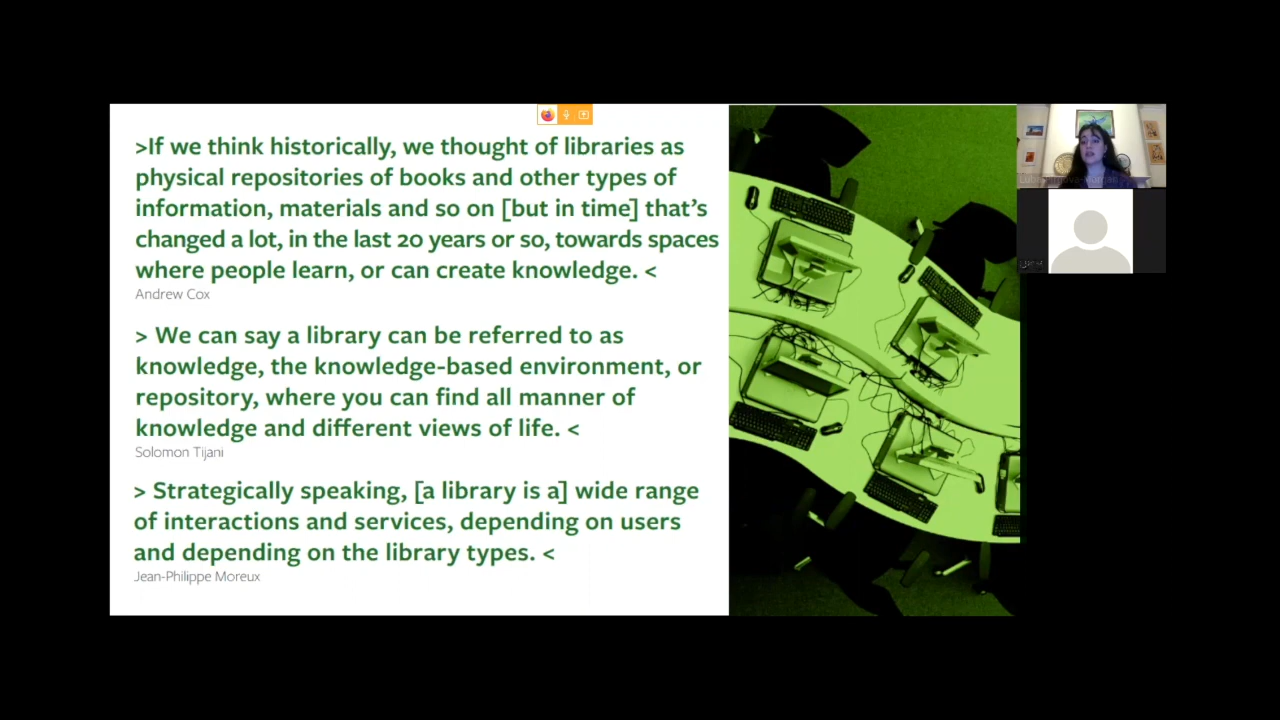 >If we think historically, we thought of libraries as
physical repositories of books and other types of
information, materials and so on [but in time] that’s
changed a lot, in the last 20 years or so, towards spaces
where people learn, or can create knowledge. <
Andrew Cox
> We can say a library can be referred to as
knowledge, the knowledge-based environment, or
repository, where you can find all manner of
knowledge and different views of life. <
Solomon Tijani
> Strategically speaking, [a library is a] wide range
of interactions and services, depending on users
and depending on the library types. <
Jean-Philippe Moreux